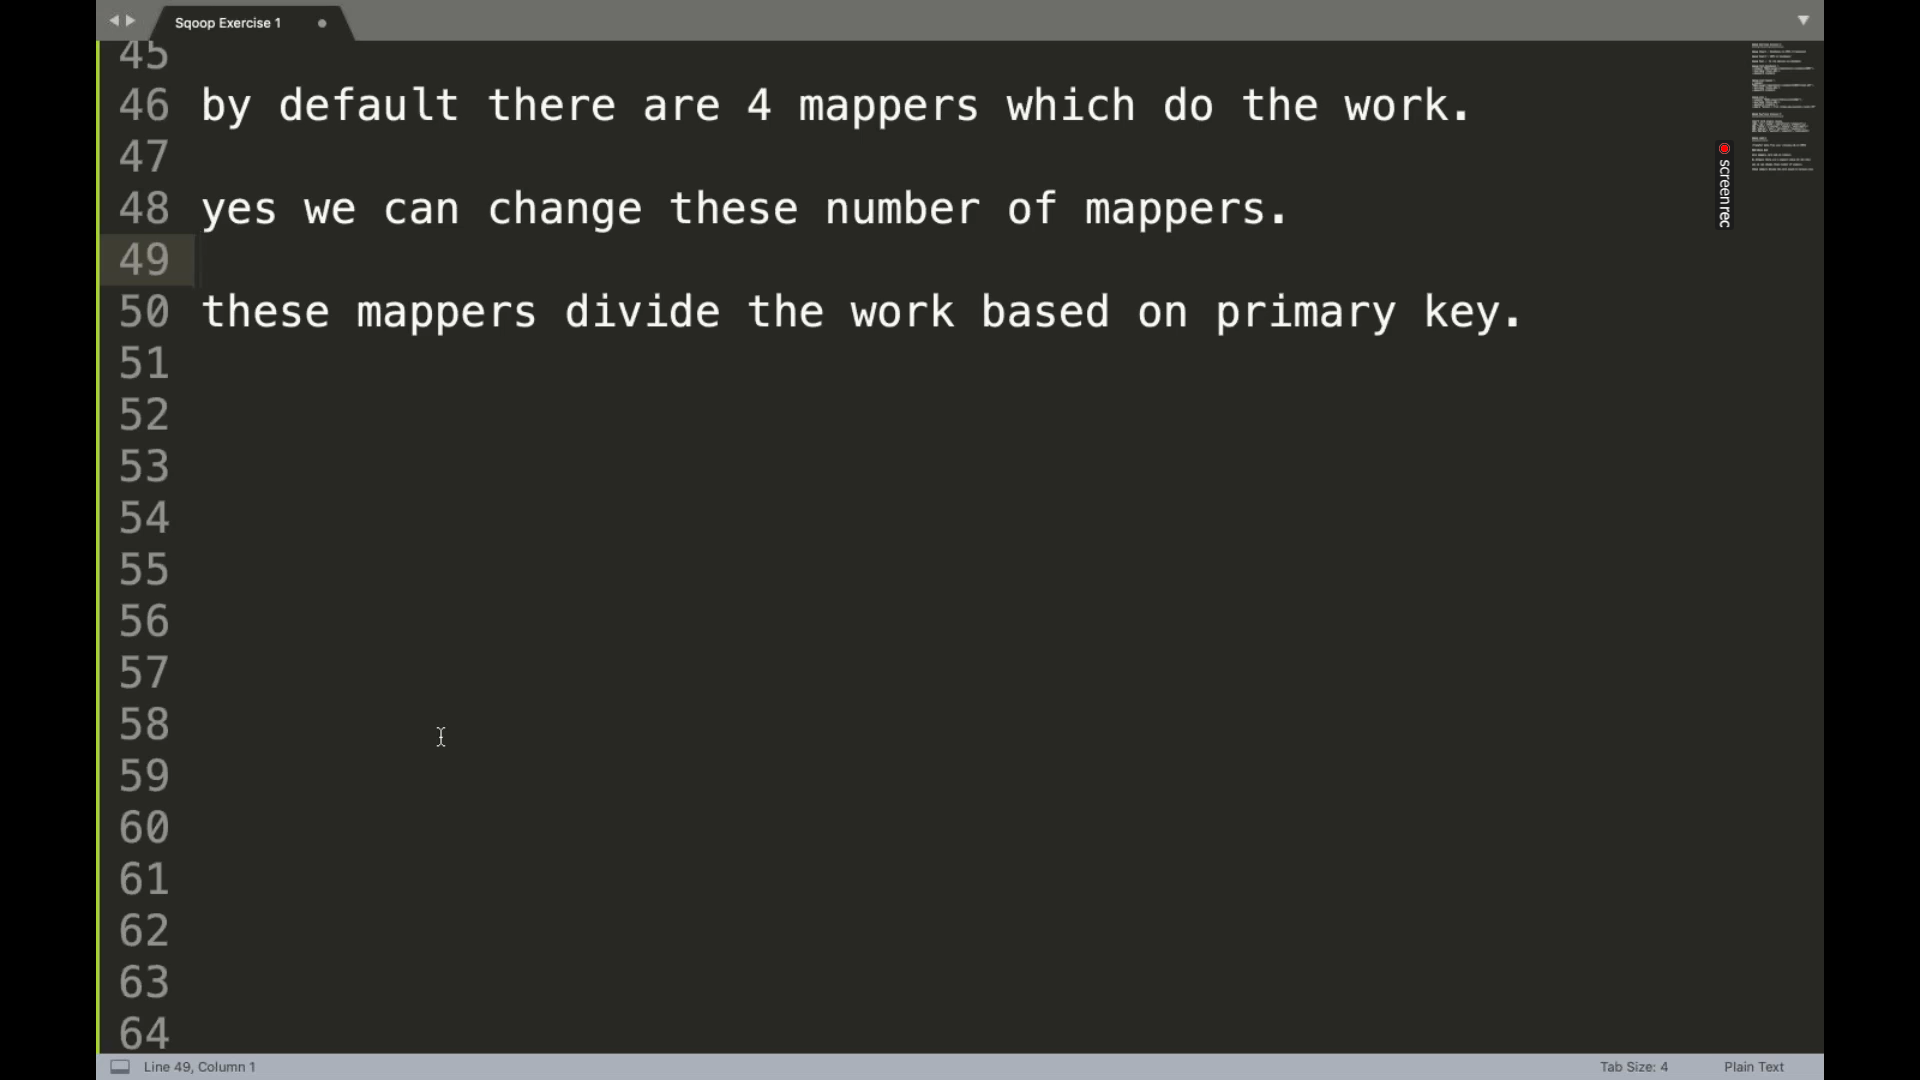 Sqoop Exercise 1
45
46 by default there are 4 mappers which do the work.
47
48 yes we can change these number of mappers.
49
50 these mappers divide the work based on primary key.
51
52
53
54
55
56
57
58
59
60
61
62
63
64
screen rec
Line 49, Column 1
Tab Size: 4
Plain Text